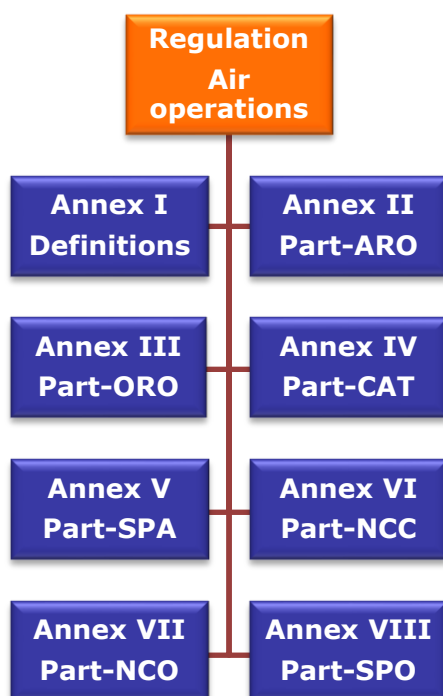 Regulation
Air
operations
Annex I
Definitions
Annex II
Part-ARO
Annex III
Part-ORO
Annex IV
Part-CAT
Annex V
Part-SPA
Annex VI
Part-NCC
Annex VII
Part-NCO
Annex VIII
Part-SPO